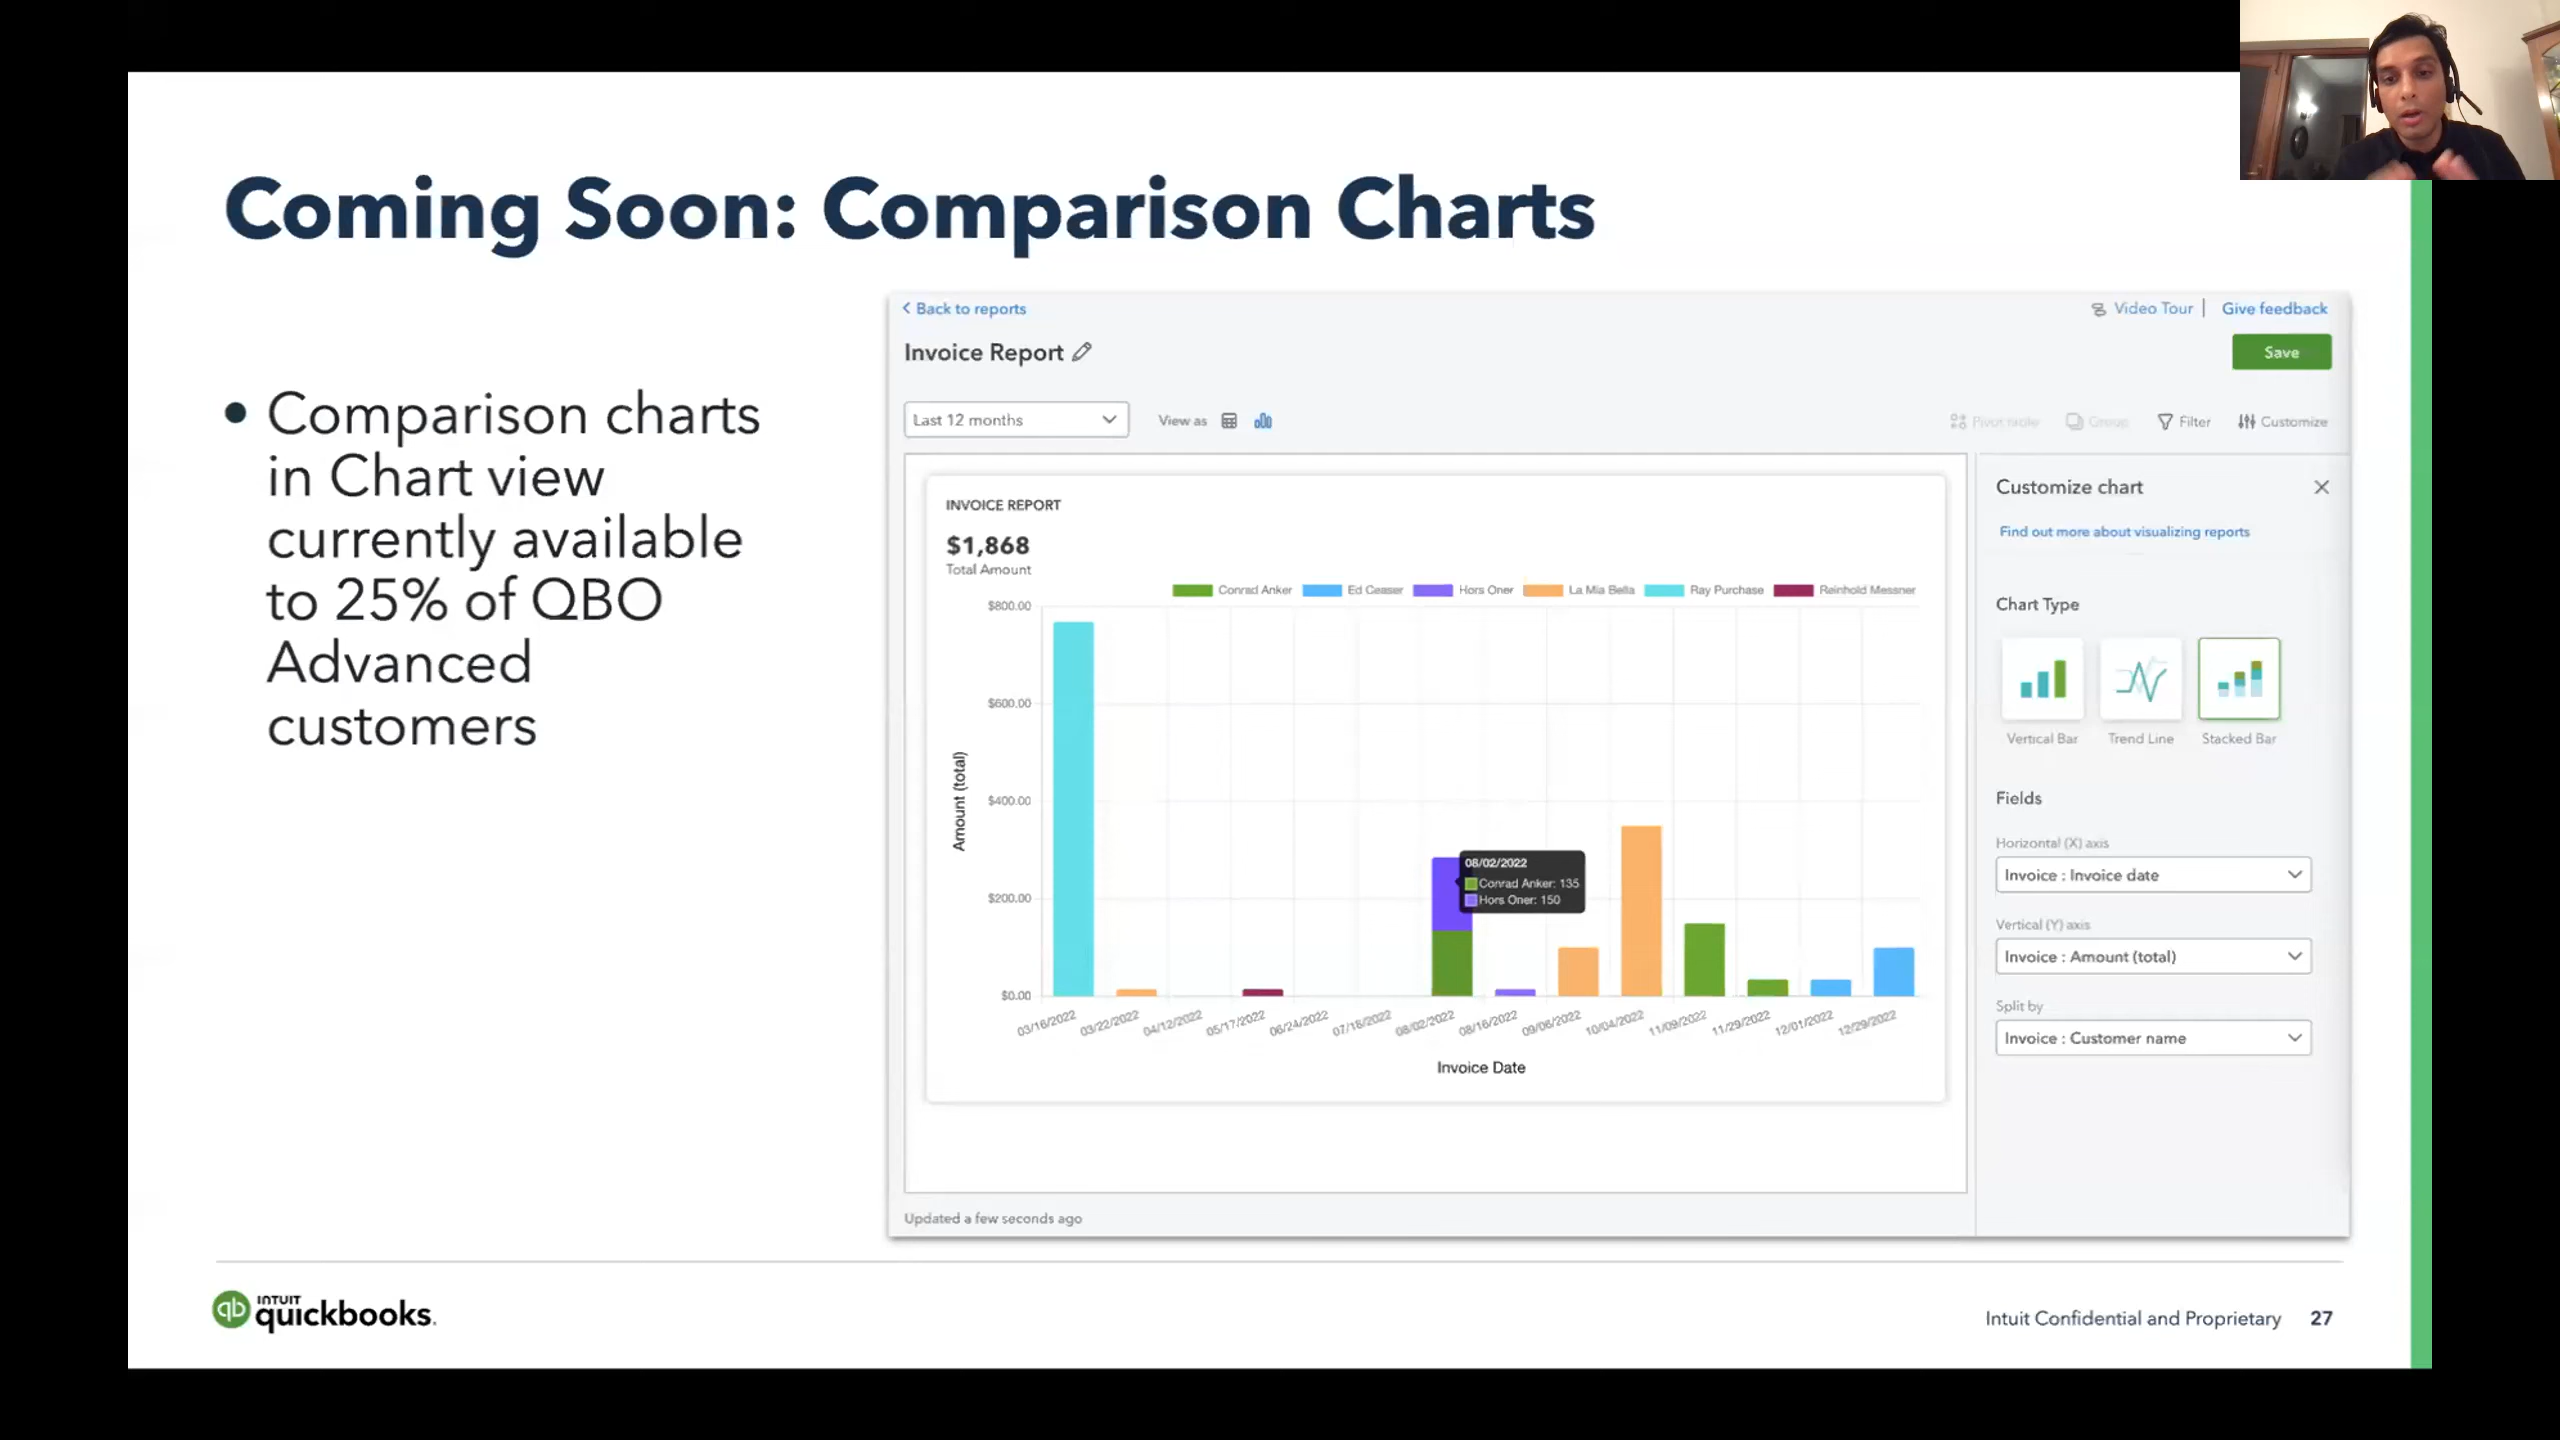 Coming Soon: Comparison Charts
• Comparison charts
in Chart view
currently available
to 25% of QBO
Advanced
customers
Back to reports
Video Tour | Give feedback
Invoice Report
Save
Last 12 months
View as
Pivot table
Group
Filter
Customize
INVOICE REPORT
$1,868
Total Amount
Conrad Anker
Ed Ceaser
Hors Oner
La Mia Bella
Ray Purchase
Reinhold Messner
$800.00
$600.00
$400.00
$200.00
$0.00
Amount (total)
08/02/2022
Conrad Anker: 135
Hors Oner: 150
03/16/2022
03/22/2022
04/12/2022
05/17/2022
06/24/2022
07/18/2022
08/02/2022
08/16/2022
09/06/2022
10/04/2022
11/09/2022
11/29/2022
12/01/2022
12/29/2022
Invoice Date
Updated a few seconds ago
Customize chart
Find out more about visualizing reports
Chart Type
Vertical Bar
Trend Line
Stacked Bar
Fields
Horizontal (X) axis
Invoice : Invoice date
Vertical (Y) axis
Invoice : Amount (total)
Split by
Invoice : Customer name
qb
INTUIT
quickbooks.
Intuit Confidential and Proprietary 27